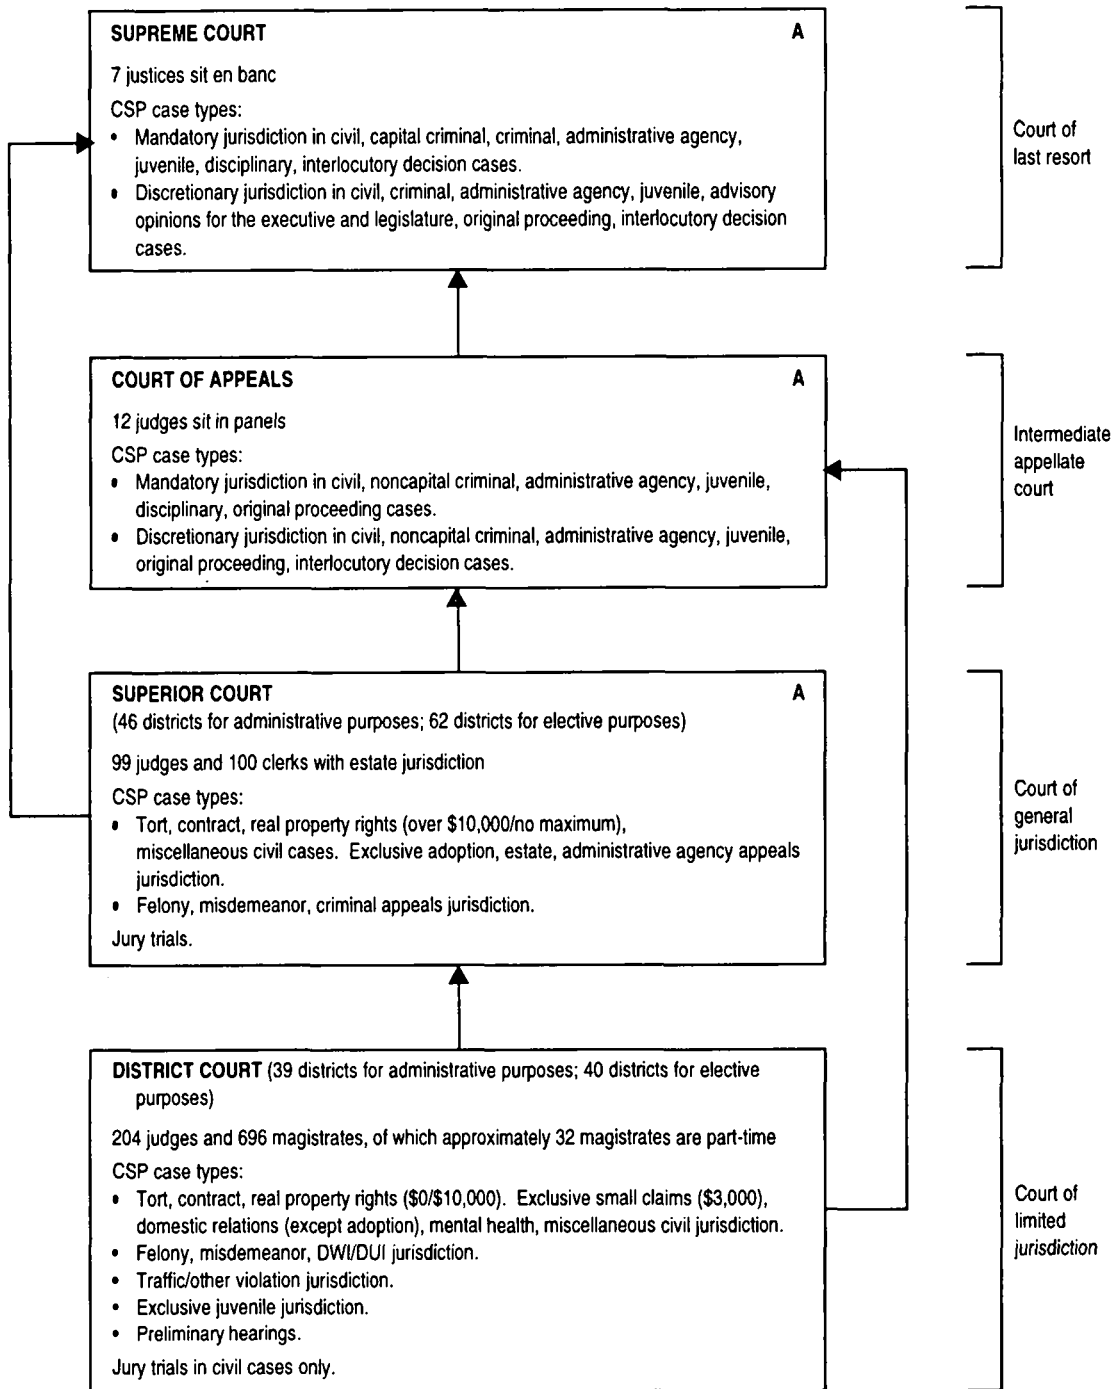 SUPREME COURT A
7 justices sit en banc
CSP case types:
• Mandatory jurisdiction in civil, capital criminal, criminal, administrative agency,
juvenile, disciplinary, interlocutory decision cases.
• Discretionary jurisdiction in civil, criminal, administrative agency, juvenile, advisory
opinions for the executive and legislature, original proceeding, interlocutory decision
cases.
Court of
last resort
COURT OF APPEALS A
12 judges sit in panels
CSP case types:
• Mandatory jurisdiction in civil, noncapital criminal, administrative agency, juvenile,
disciplinary, original proceeding cases.
• Discretionary jurisdiction in civil, noncapital criminal, administrative agency, juvenile,
original proceeding, interlocutory decision cases.
Intermediate
appellate
court
SUPERIOR COURT A
(46 districts for administrative purposes; 62 districts for elective purposes)
99 judges and 100 clerks with estate jurisdiction
CSP case types:
• Tort, contract, real property rights (over $10,000/no maximum),
miscellaneous civil cases. Exclusive adoption, estate, administrative agency appeals
jurisdiction.
• Felony, misdemeanor, criminal appeals jurisdiction.
Jury trials.
Court of
general
jurisdiction
DISTRICT COURT (39 districts for administrative purposes; 40 districts for elective
purposes)
204 judges and 696 magistrates, of which approximately 32 magistrates are part-time
CSP case types:
• Tort, contract, real property rights ($0/$10,000). Exclusive small claims ($3,000),
domestic relations (except adoption), mental health, miscellaneous civil jurisdiction.
• Felony, misdemeanor, DWI/DUI jurisdiction.
• Traffic/other violation jurisdiction.
• Exclusive juvenile jurisdiction.
• Preliminary hearings.
Jury trials in civil cases only.
Court of
limited
jurisdiction